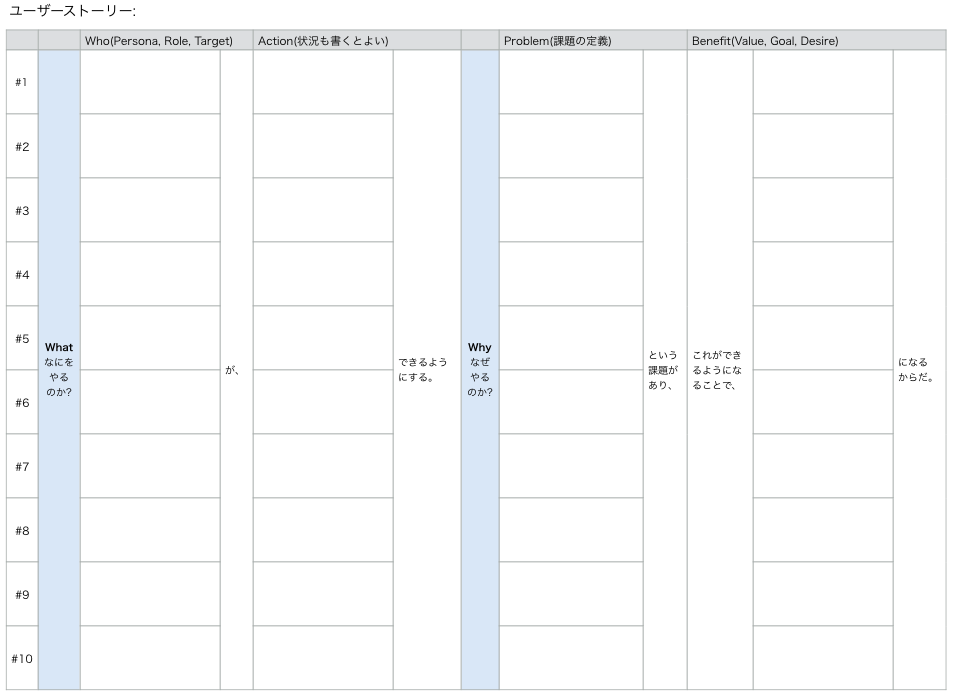 ユーザーストーリー:
Who(Persona, Role, Target)
Action(状況も書くとよい)
Problem(課題の定義)
Benefit(Value, Goal, Desire)
#1
#2
#3
#4
#5
#6
#7
#8
#9
#10
What
なにを
やる
のか?
が、
できるよう
にする。
Why
なぜ
やる
のか?
という
課題が
あり、
これができ
るようにな
ることで、
になる
からだ。